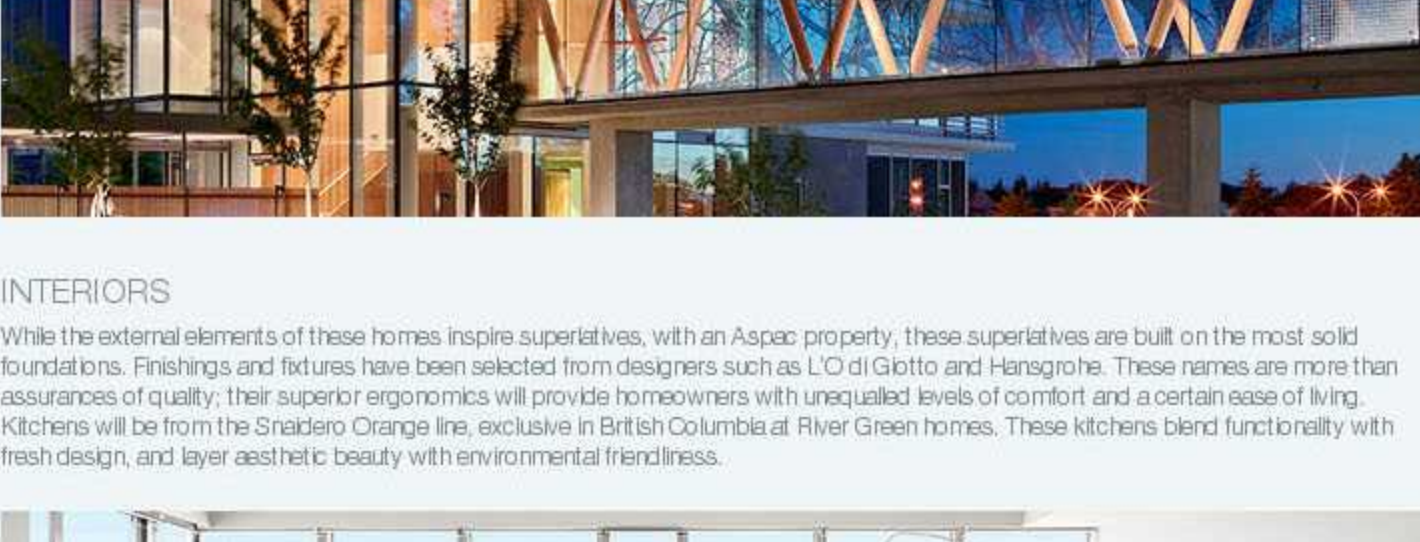 INTERIORS
While the external elements of these homes inspire superlatives, with an Aspac property, these superlatives are built on the most solid
foundations. Finishings and fixtures have been selected from designers such as L'O di Giotto and Hansgrohe. These names are more than
assurances of quality; their superior ergonomics will provide homeowners with unequalled levels of comfort and a certain ease of living.
Kitchens will be from the Snaidero Orange line, exclusive in British Columbia at River Green homes. These kitchens blend functionality with
fresh design, and layer aesthetic beauty with environmental friendliness.